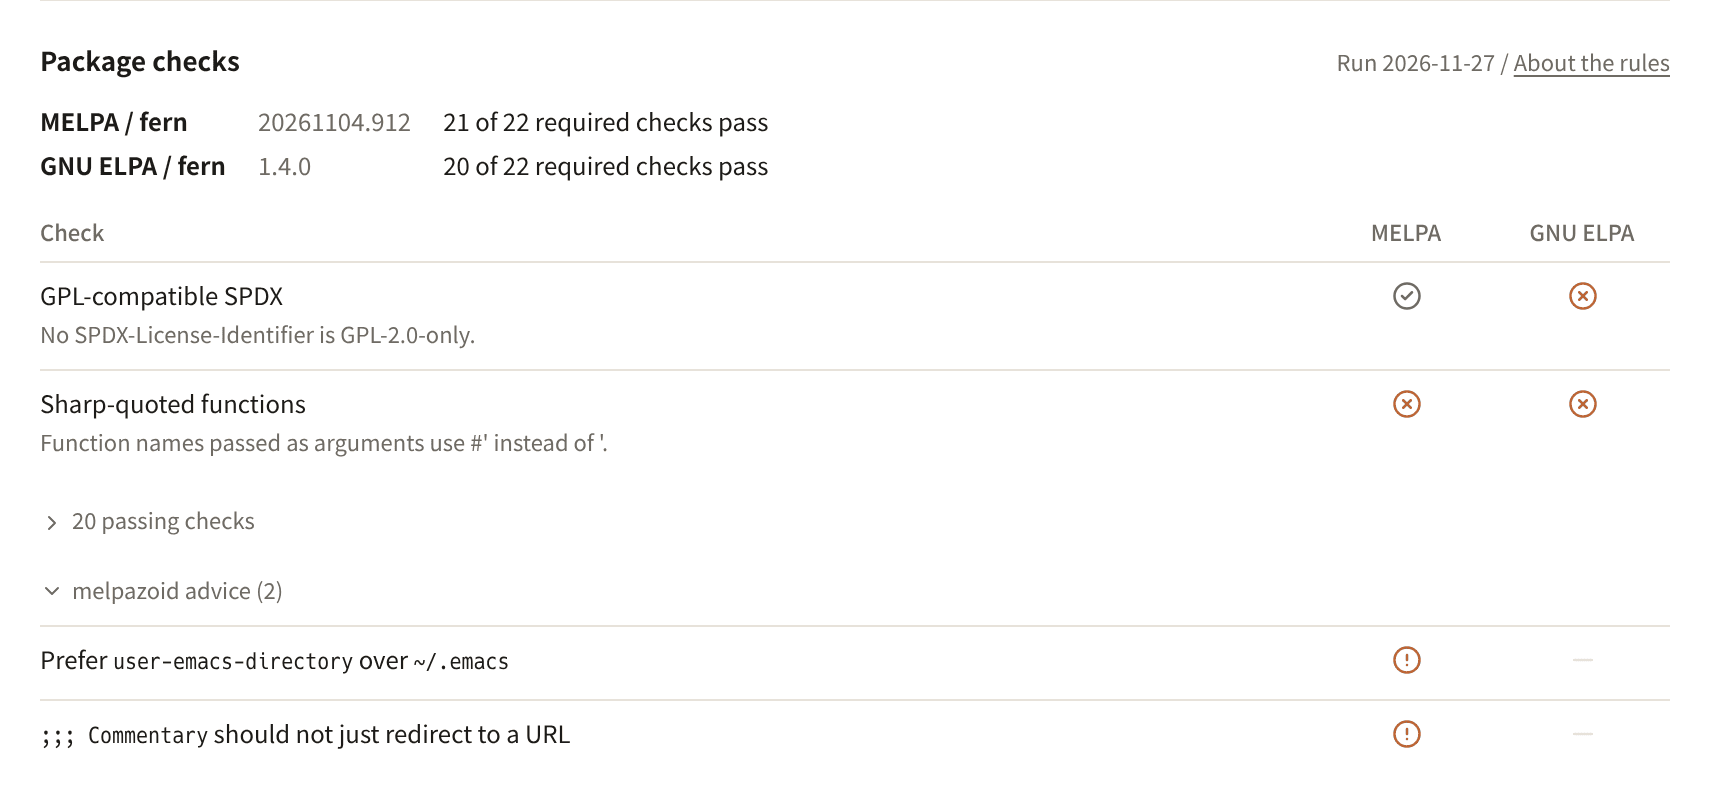 Package checks
Run 2026-11-27 / About the rules
MELPA / fern 20261104.912 21 of 22 required checks pass
GNU ELPA / fern 1.4.0 20 of 22 required checks pass
Check MELPA GNU ELPA
GPL-compatible SPDX
No SPDX-License-Identifier is GPL-2.0-only.
Sharp-quoted functions
Function names passed as arguments use #' instead of '.
20 passing checks
melpazoid advice (2)
Prefer user-emacs-directory over ~/.emacs
;;; Commentary should not just redirect to a URL